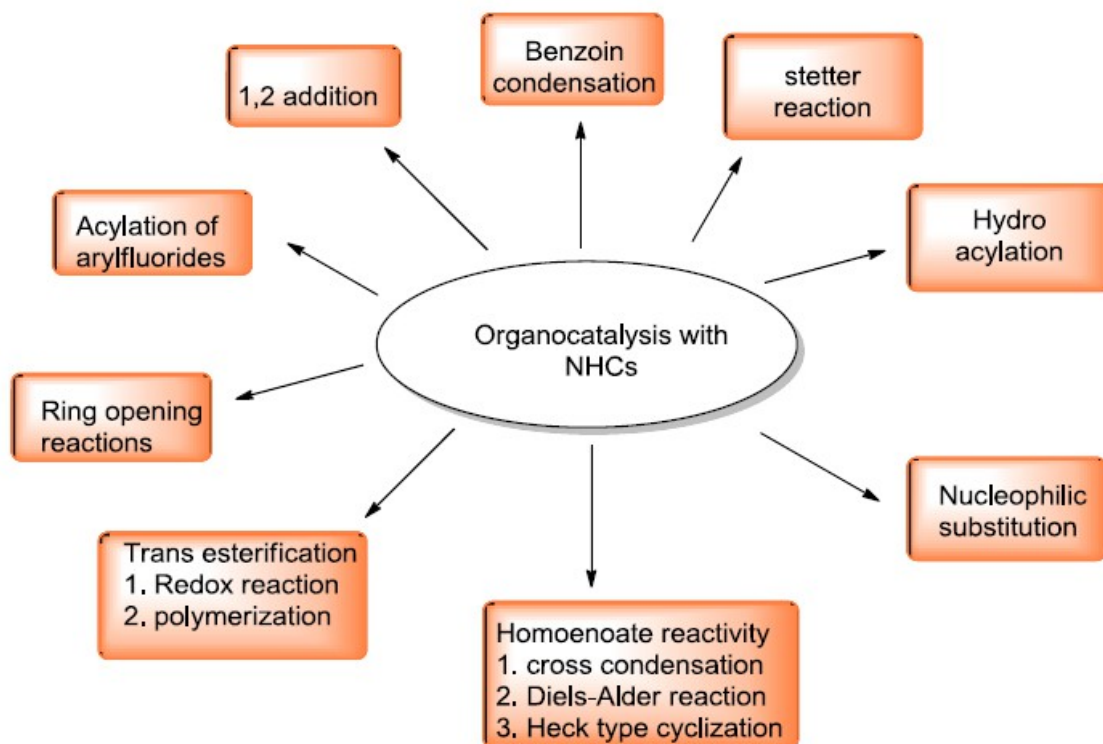 Benzoin
condensation
1,2 addition
stetter
reaction
Acylation of
arylfluorides
Hydro
acylation
Organocatalysis with
NHCs
Ring opening
reactions
Nucleophilic
substitution
Trans esterification
1. Redox reaction
2. polymerization
Homoenoate reactivity
1. cross condensation
2. Diels-Alder reaction
3. Heck type cyclization